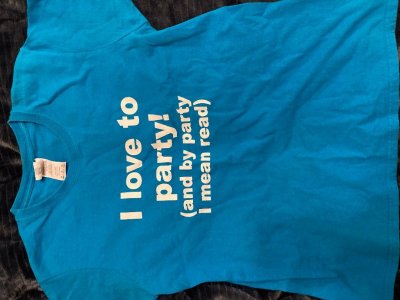 I love to
party!
(and by party
I mean read)